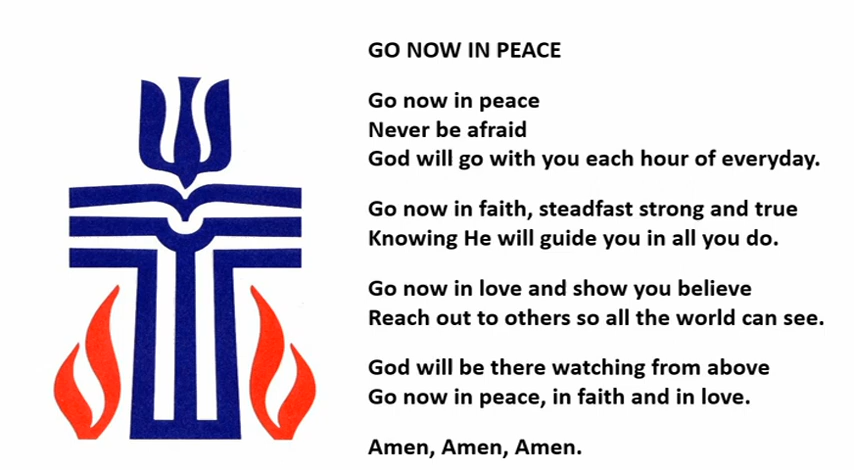 GO NOW IN PEACE
Go now in peace
Never be afraid
God will go with you each hour of everyday.
Go now in faith, steadfast strong and true
Knowing He will guide you in all you do.
Go now in love and show you believe
Reach out to others so all the world can see.
God will be there watching from above
Go now in peace, in faith and in love.
Amen, Amen, Amen.